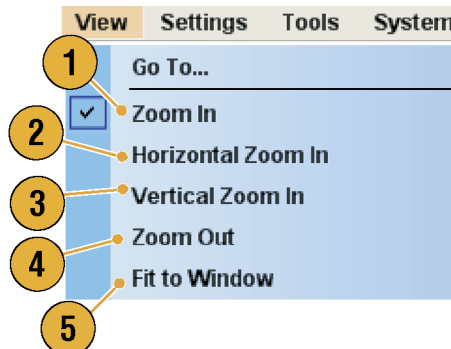 View Settings Tools System
Go To...
1 Zoom In
2 Horizontal Zoom In
3 Vertical Zoom In
4 Zoom Out
5 Fit to Window